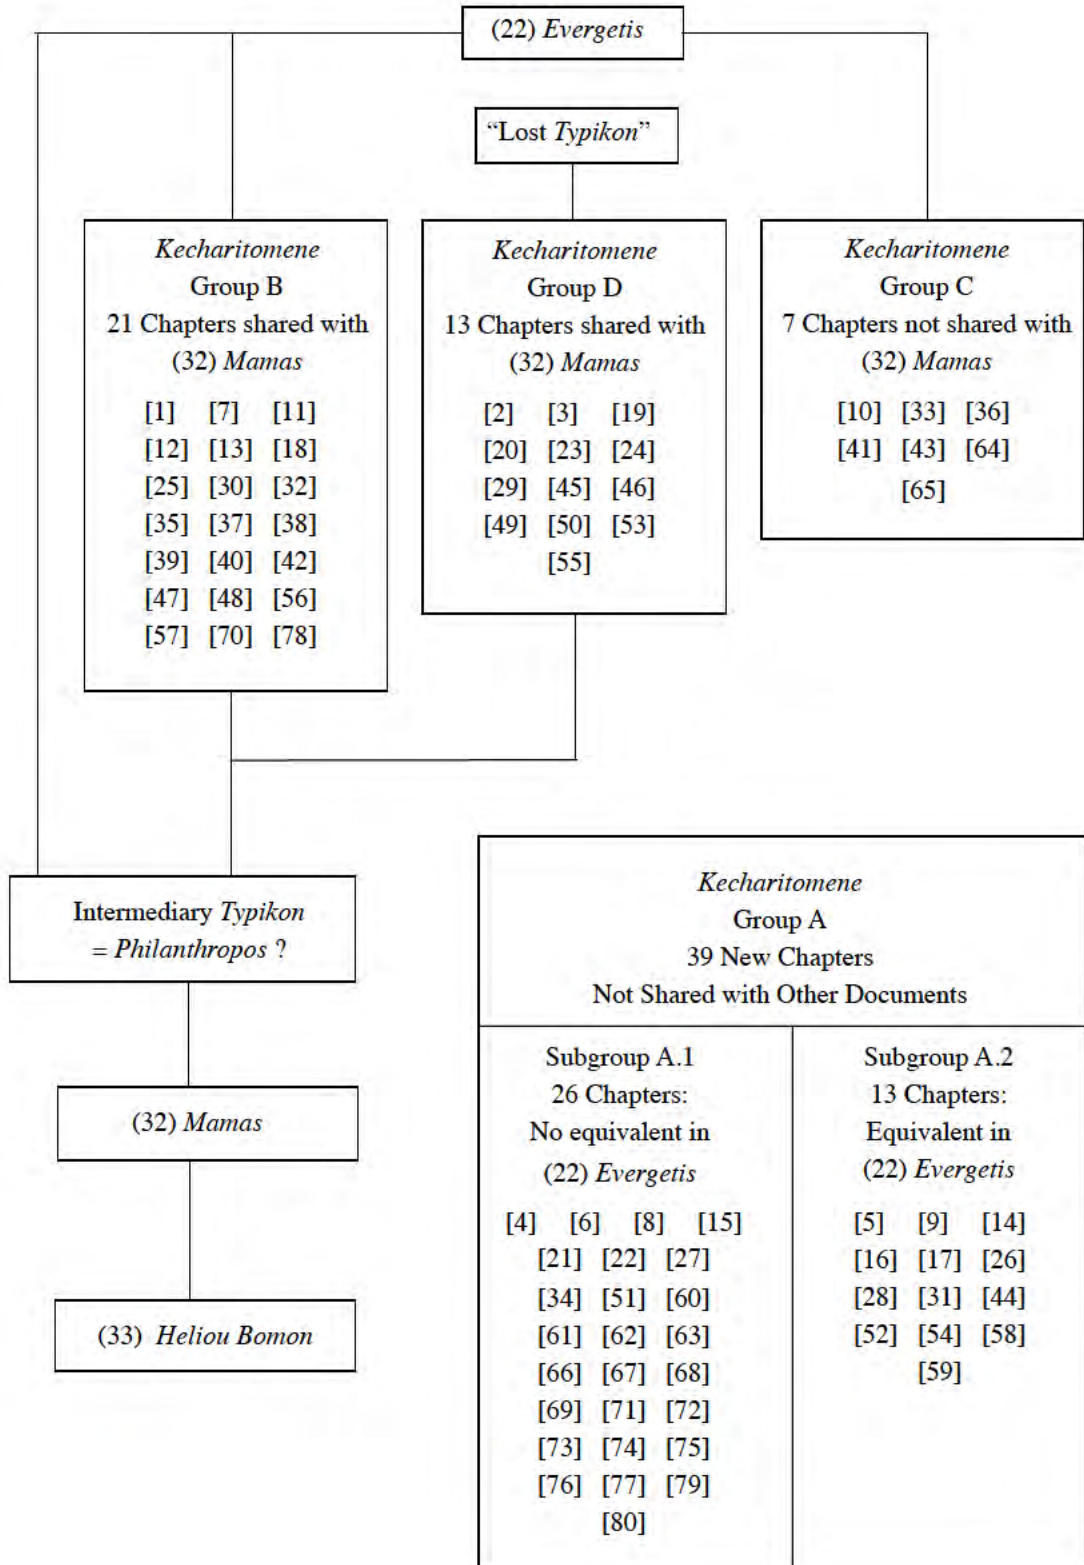 (22) Evergetis
“Lost Typikon”
Kecharitomene
Group B
21 Chapters shared with
(32) Mamas
[1] [7] [11]
[12] [13] [18]
[25] [30] [32]
[35] [37] [38]
[39] [40] [42]
[47] [48] [56]
[57] [70] [78]
Kecharitomene
Group D
13 Chapters shared with
(32) Mamas
[2] [3] [19]
[20] [23] [24]
[29] [45] [46]
[49] [50] [53]
[55]
Kecharitomene
Group C
7 Chapters not shared with
(32) Mamas
[10] [33] [36]
[41] [43] [64]
[65]
Intermediary Typikon
= Philanthropos ?
(32) Mamas
(33) Heliou Bomon
Kecharitomene
Group A
39 New Chapters
Not Shared with Other Documents
Subgroup A.1
26 Chapters:
No equivalent in
(22) Evergetis
[4] [6] [8] [15]
[21] [22] [27]
[34] [51] [60]
[61] [62] [63]
[66] [67] [68]
[69] [71] [72]
[73] [74] [75]
[76] [77] [79]
[80]
Subgroup A.2
13 Chapters:
Equivalent in
(22) Evergetis
[5] [9] [14]
[16] [17] [26]
[28] [31] [44]
[52] [54] [58]
[59]